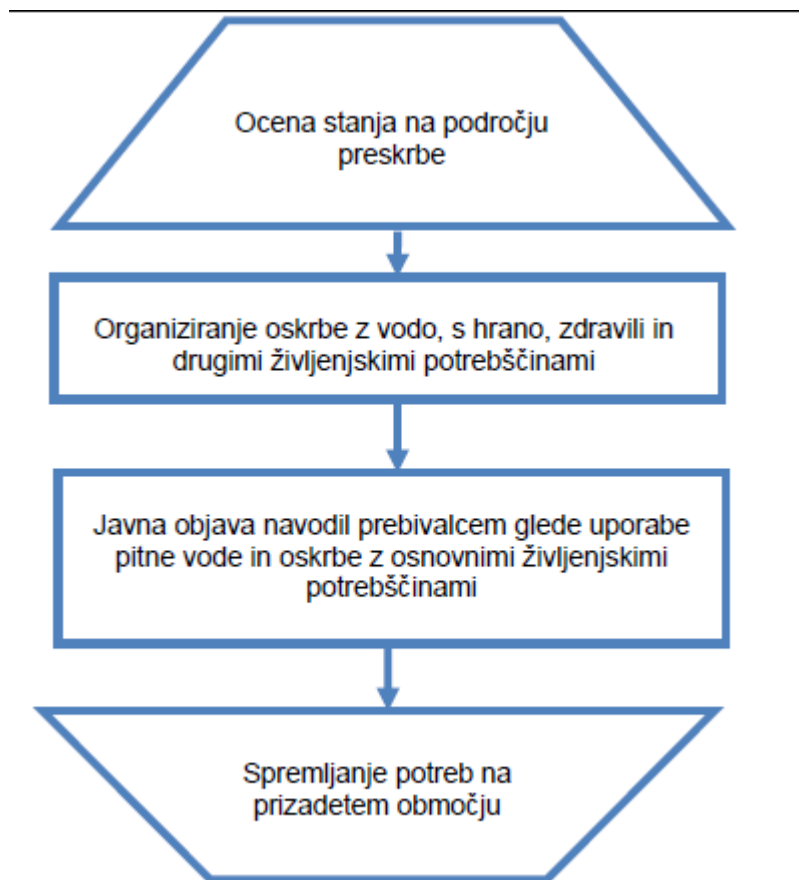 Ocena stanja na področju
preskrbe
Organiziranje oskrbe z vodo, s hrano, zdravili in
drugimi življenjskimi potrebščinami
Javna objava navodil prebivalcem glede uporabe
pitne vode in oskrbe z osnovnimi življenjskimi
potrebščinami
Spremljanje potreb na
prizadetem območju